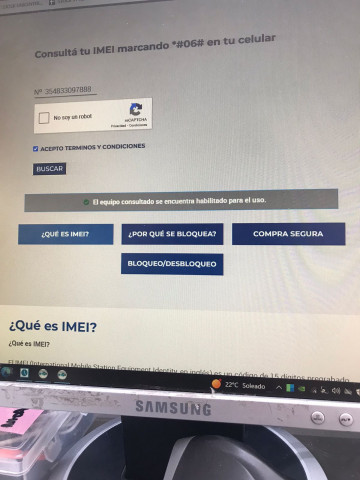 Consultá tu IMEI marcando *#06# en tu celular
Nº 354833097888
No soy un robot
reCAPTCHA
Privacidad - Condiciones
ACEPTO TERMINOS Y CONDICIONES
BUSCAR
El equipo consultado se encuentra habilitado para el uso.
¿QUÉ ES IMEI?
¿POR QUÉ SE BLOQUEA?
COMPRA SEGURA
BLOQUEO/DESBLOQUEO
¿Qué es IMEI?
¿Qué es IMEI?
El IMEI (International Mobile Station Equipment Identity, en inglés) es un código de 15 dígitos pregrabado
22°C Soleado
SAMSUNG